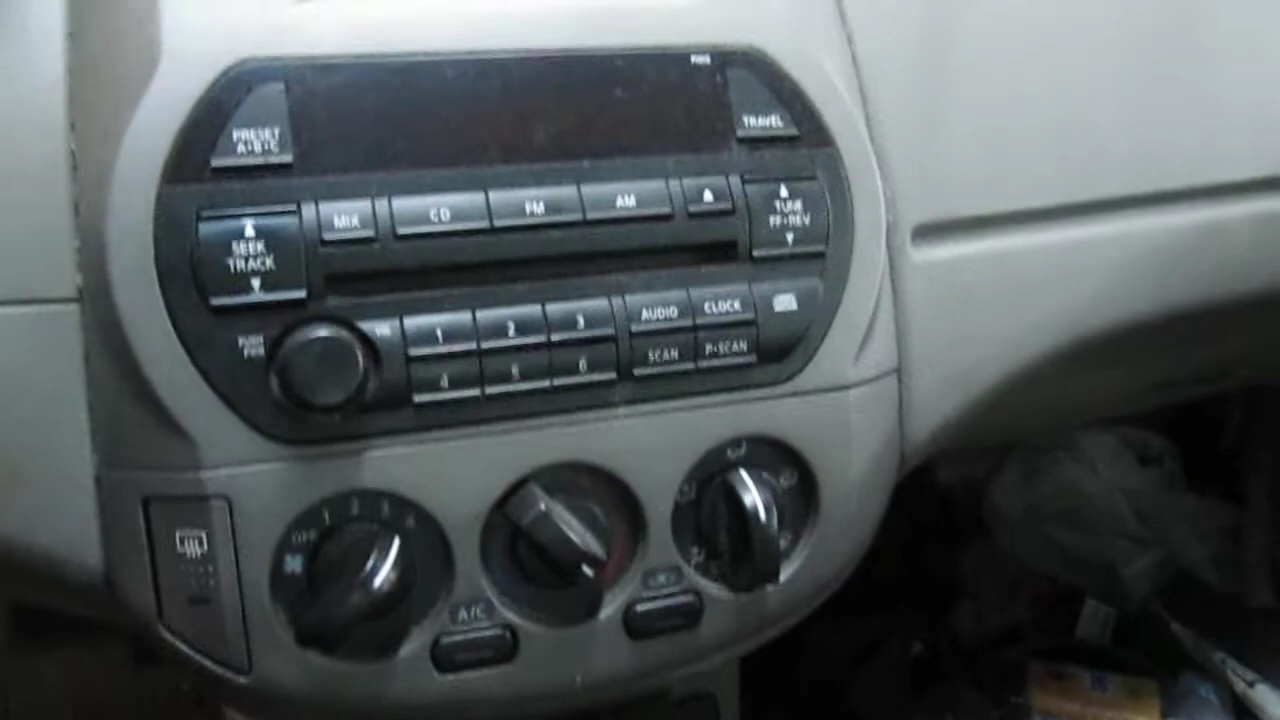 PRESET
A•B•C
TRAVEL
MIX
CD
FM
AM
TUNE
FF•REV
SEEK
TRACK
PUSH
PWR
1
2
3
4
5
6
AUDIO
CLOCK
SCAN
P•SCAN
OFF
1
2
3
4
A/C